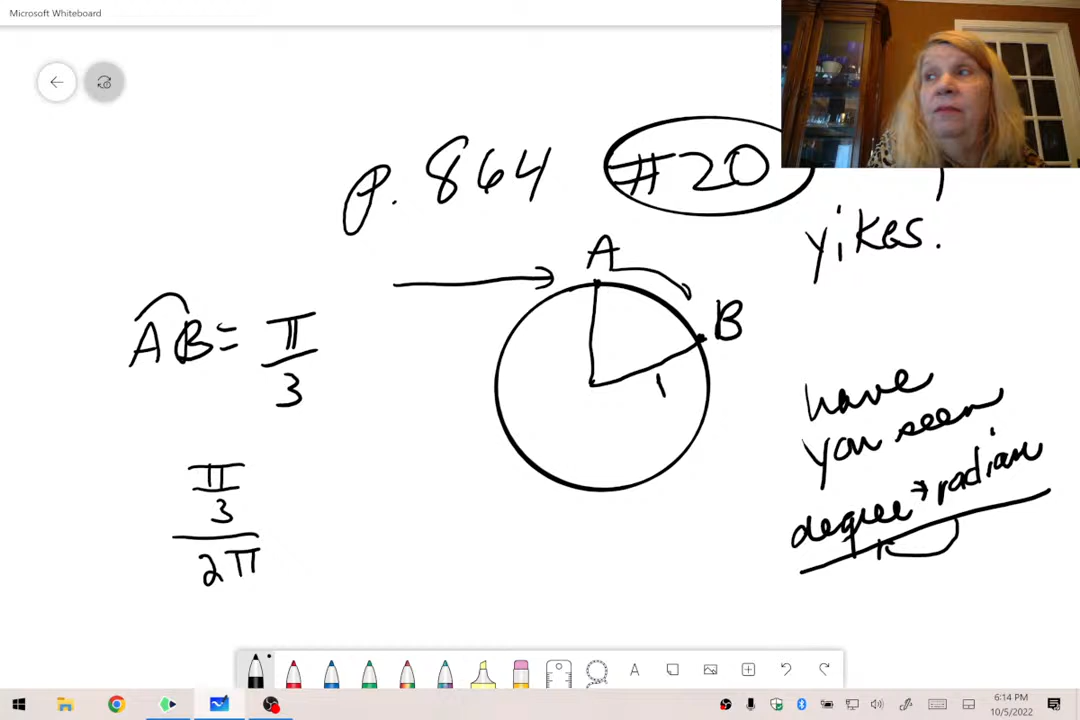 Microsoft Whiteboard
p. 864 #20
yikes!
A
B
1
AB = π/3
π/3
2π
have
you seen
degree → radian
A
6:14 PM
10/5/2022